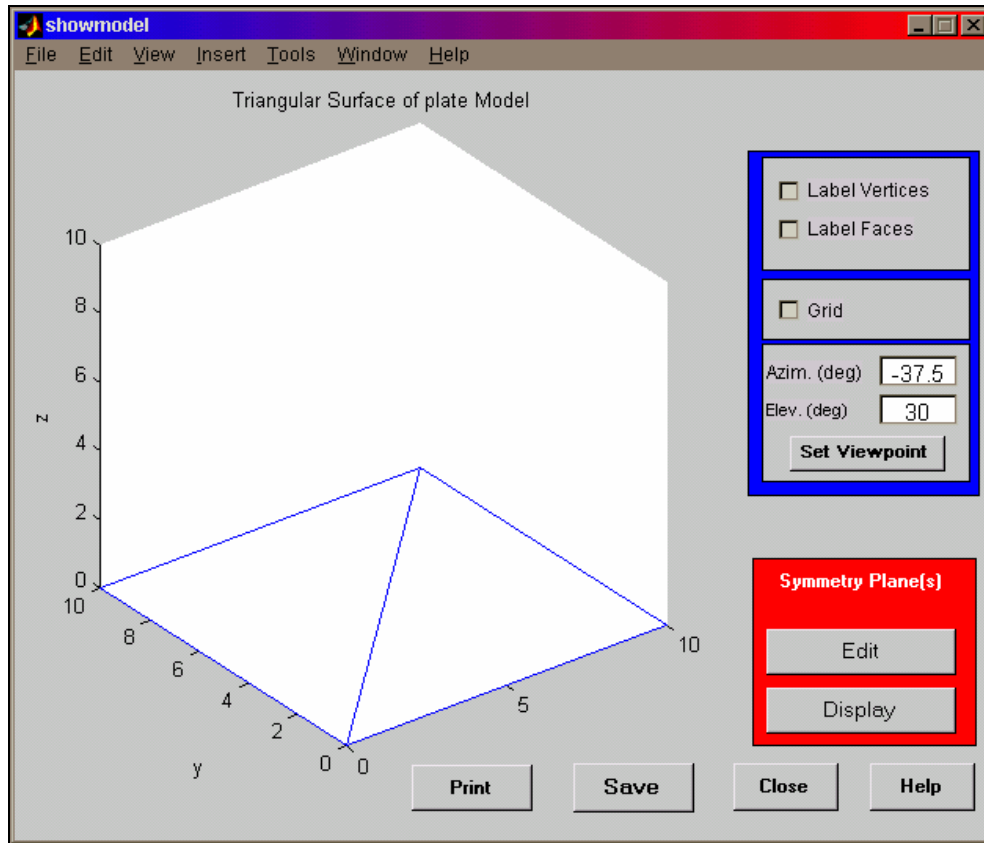 showmodel
File Edit View Insert Tools Window Help
Triangular Surface of plate Model
10
8
6
4
2
0
z
10
8
6
4
2
0
y
0
5
10
Label Vertices
Label Faces
Grid
Azim. (deg) -37.5
Elev. (deg) 30
Set Viewpoint
Symmetry Plane(s)
Edit
Display
Print Save Close Help